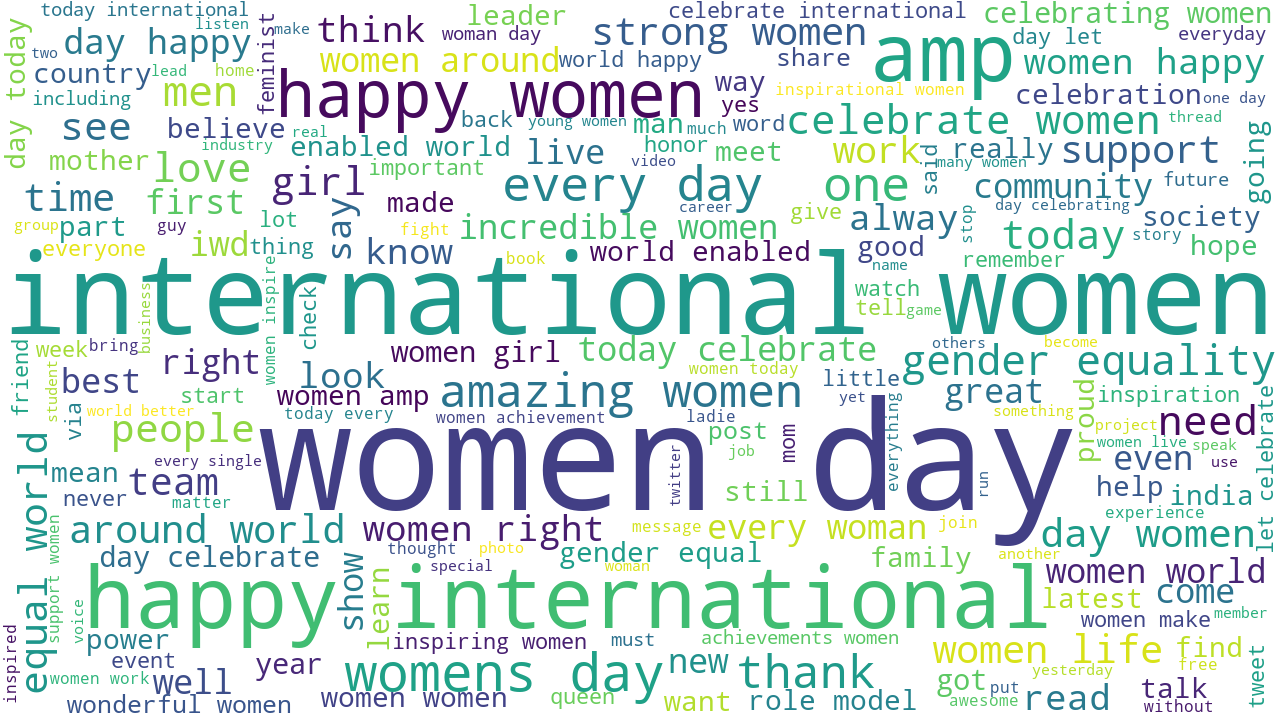 today international
listen
make
think
woman day
leader
celebrate international
celebrating women
day today
two
day happy
feminist
women around
strong women
world happy
share
amp
day let
everyday
women happy
country
lead
home
men
happy women
way
yes
inspirational women
celebration
one day
including
see
believe
real
industry
enabled world
back
young women
man
much
word
celebrate women
thread
going
mother
love
live
video
honor
meet
work
said
really
many women
support
important
time
first
girl
made
every day
career
one
community
future
day celebrating
group
part
guy
lot
say
fight
incredible women
give
alway
stop
society
story
everyone
iwd
thing
know
book
world enabled
good
name
today
remember
hope
international women
business
women inspire
check
watch
tell
game
friend
week
bring
right
women girl
today celebrate
others
become
gender equality
student
best
look
women today
little
great
proud
inspiration
via
start
world better
women amp
today every
amazing women
women achievement
ladie
yet
everything
something
project
need
let celebrate
people
women day
post
job
mom
women live
speak
every single
mean
team
twitter
run
even
use
never
matter
still
help
india
experience
equal world
around world
women right
message
every woman
join
day women
support women
day celebrate
show
thought
photo
special
gender equal
woman
family
another
women world
happy international
learn
latest
come
voice
inspired
power
inspiring women
must
achievements women
women make
member
event
year
womens day
new
thank
women life
find
yesterday
free
women work
well
got
put
read
talk
tweet
wonderful women
women women
queen
want
role model
awesome
without